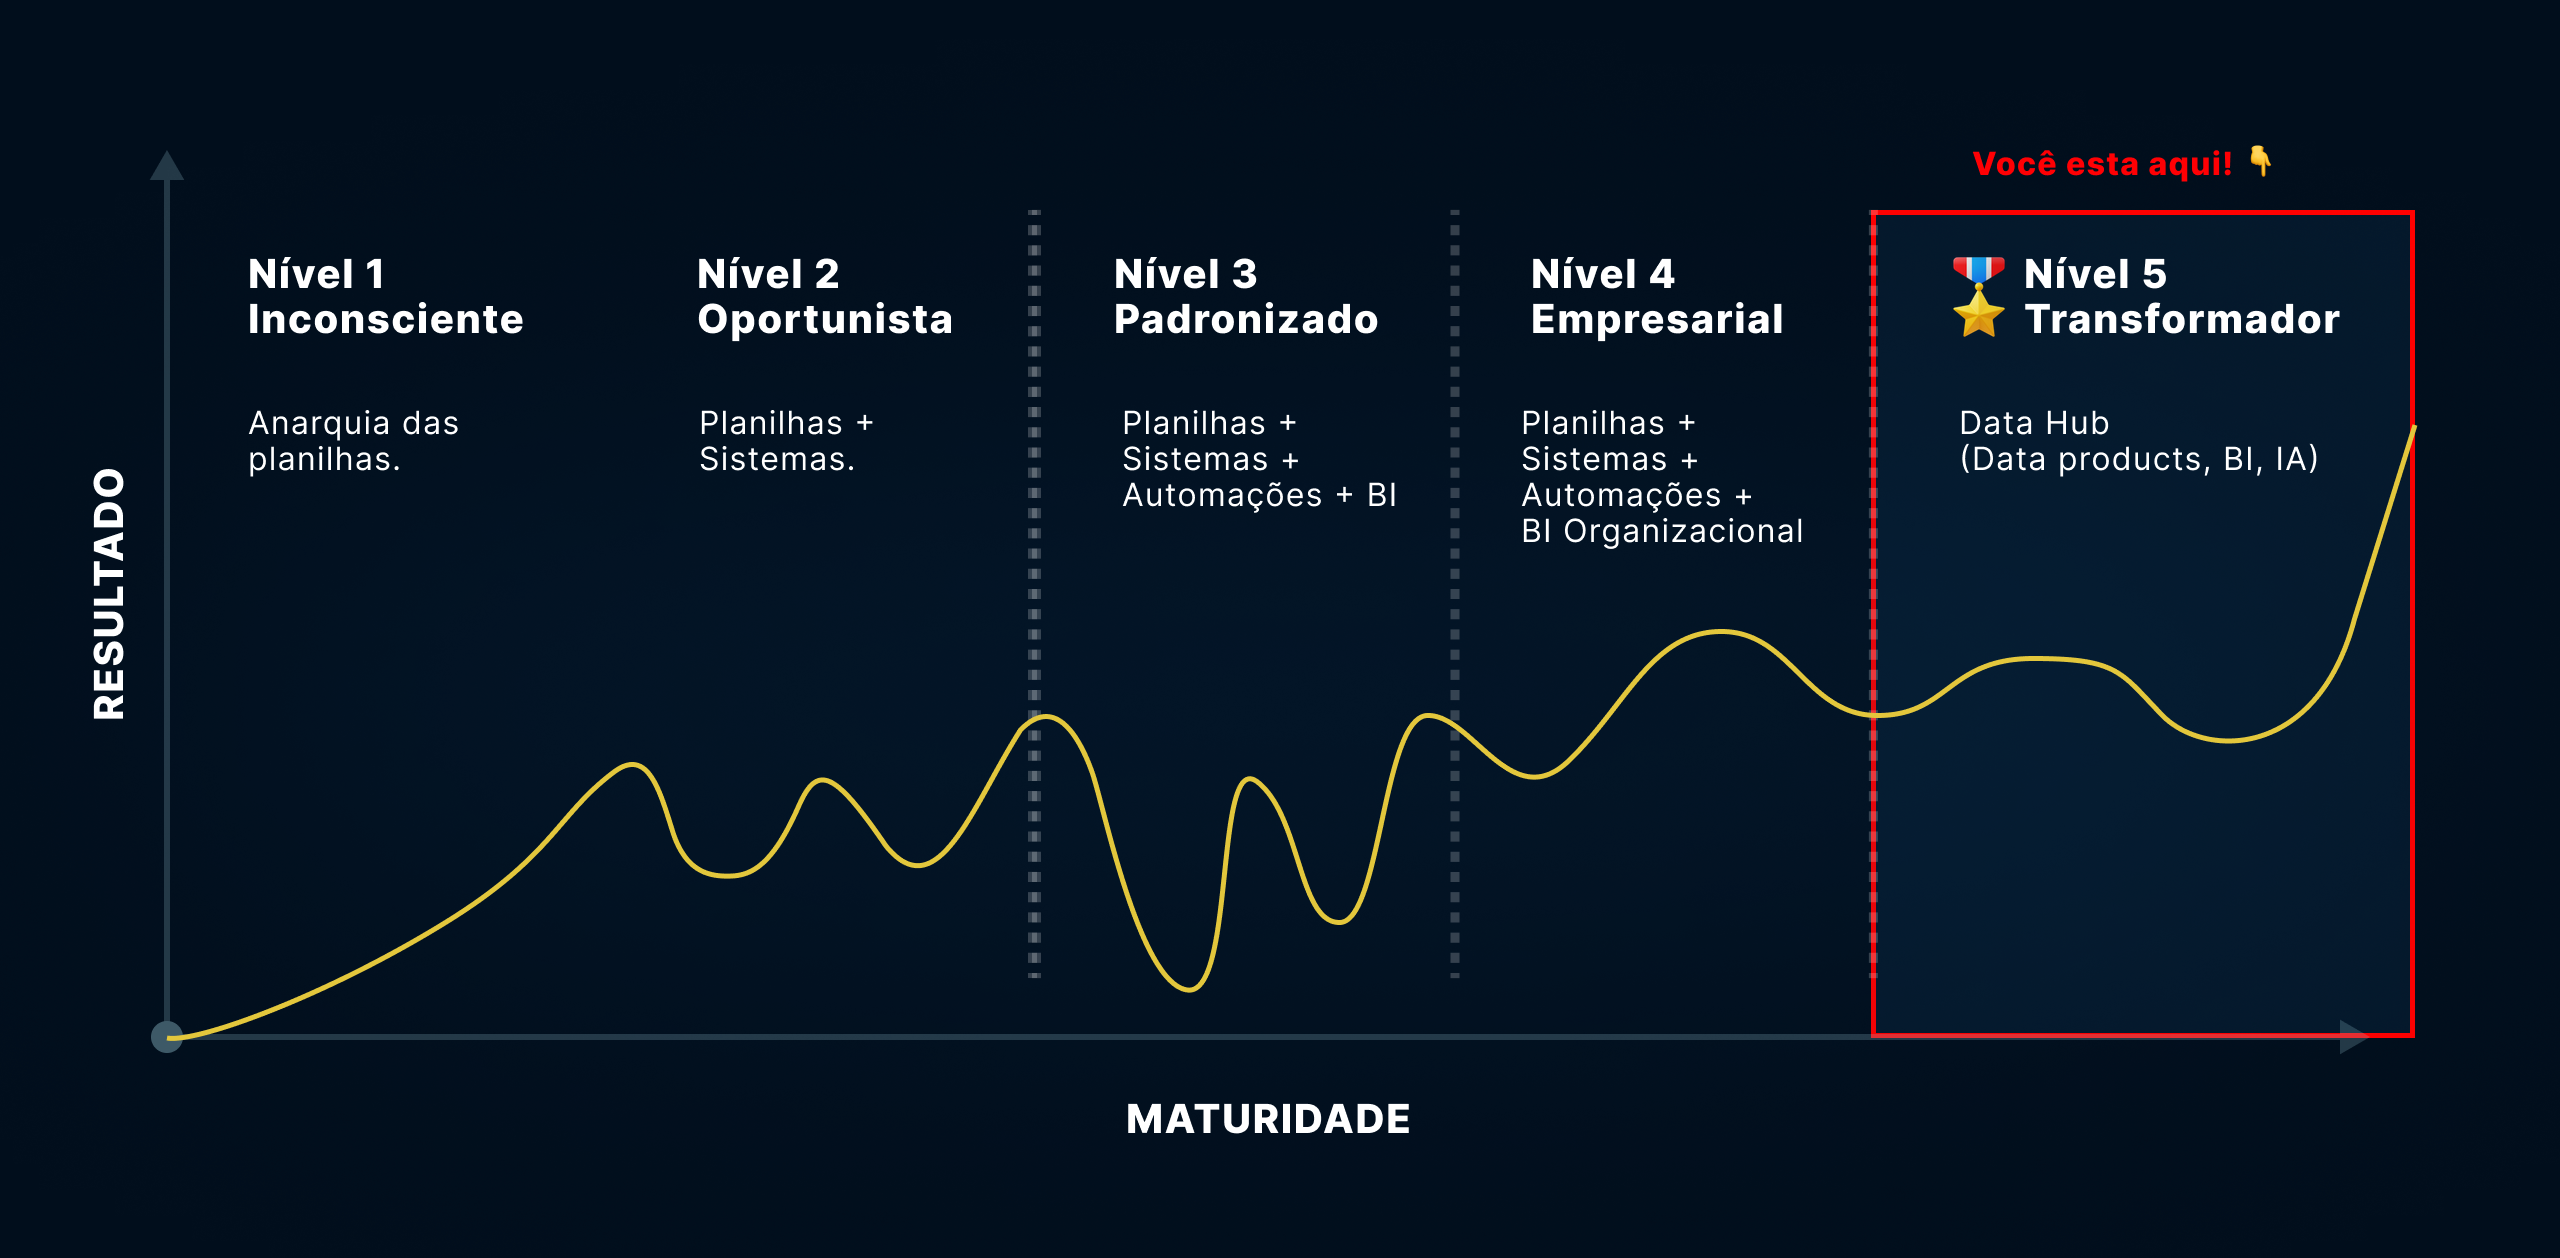 Você esta aqui! 👇
Nível 1
Inconsciente
Anarquia das
planilhas.
Nível 2
Oportunista
Planilhas +
Sistemas.
Nível 3
Padronizado
Planilhas +
Sistemas +
Automações + BI
Nível 4
Empresarial
Planilhas +
Sistemas +
Automações +
BI Organizacional
Nível 5
Transformador
Data Hub
(Data products, BI, IA)
RESULTADO
MATURIDADE